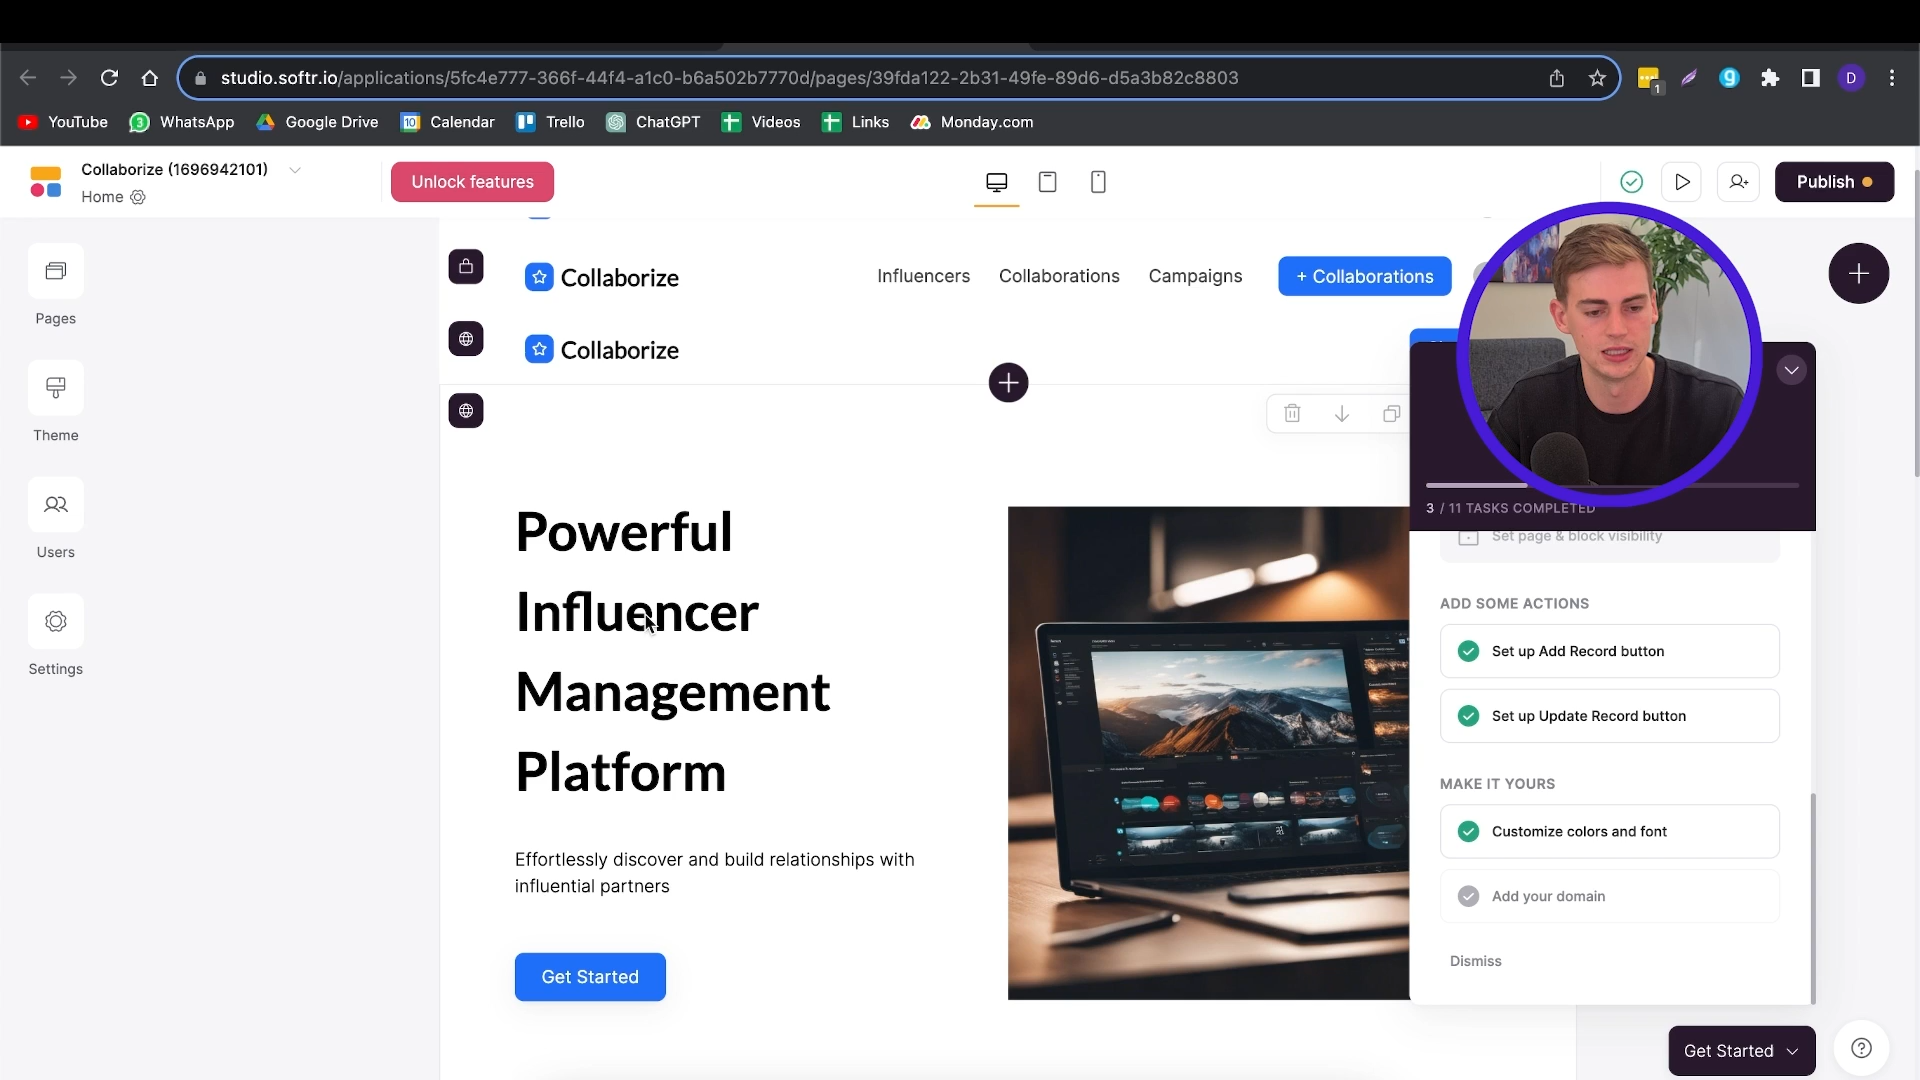 studio.softr.io/applications/5fc4e777-366f-44f4-a1c0-b6a502b7770d/pages/39fda122-2b31-49fe-89d6-d5a3b82c8803
1
D
YouTube
3
WhatsApp
Google Drive
10
Calendar
Trello
ChatGPT
Videos
Links
Monday.com
Collaborize (1696942101)
Home
Unlock features
Publish
Pages
Theme
Users
Settings
Collaborize
Influencers
Collaborations
Campaigns
+ Collaborations
Collaborize
Powerful
Influencer
Management
Platform
Effortlessly discover and build relationships with
influential partners
Get Started
3 / 11 TASKS COMPLETED
Set page & block visibility
ADD SOME ACTIONS
Set up Add Record button
Set up Update Record button
MAKE IT YOURS
Customize colors and font
Add your domain
Dismiss
Get Started